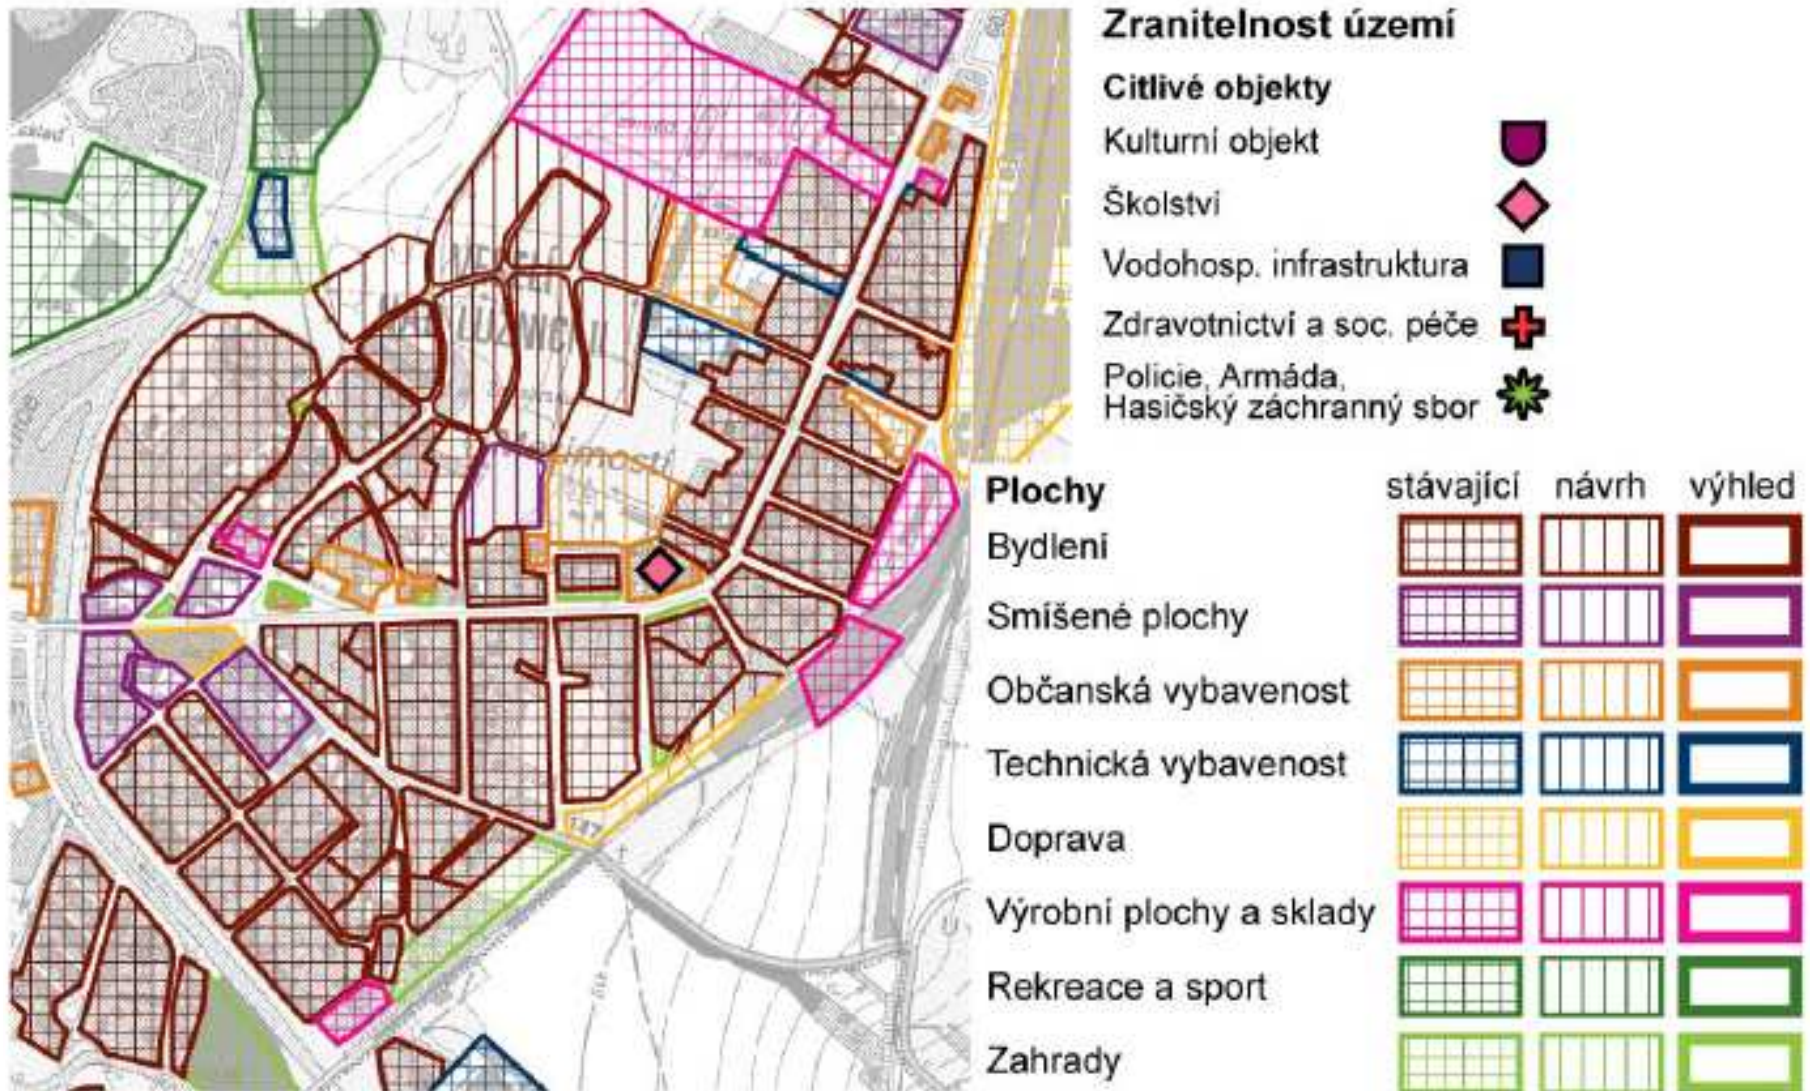 Zranitelnost území
Citlivé objekty
Kulturní objekt
Školství
Vodohosp. infrastruktura
Zdravotnictví a soc. péče
Policie, Armáda,
Hasičský záchranný sbor
Plochy stávající návrh výhled
Bydlení
Smíšené plochy
Občanská vybavenost
Technická vybavenost
Doprava
Výrobní plochy a sklady
Rekreace a sport
Zahrady
147